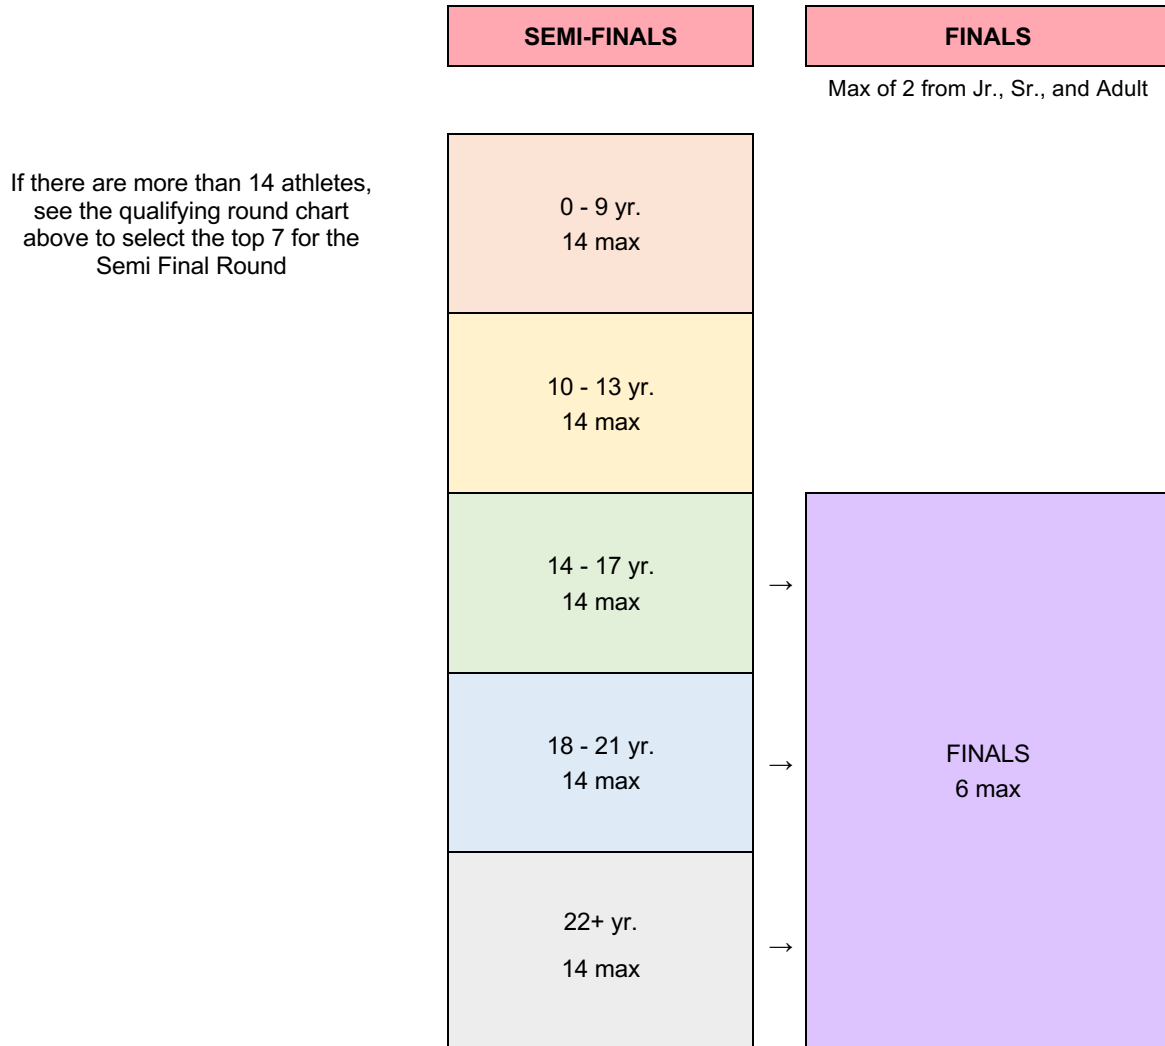 SEMI-FINALS
FINALS
Max of 2 from Jr., Sr., and Adult
If there are more than 14 athletes,
see the qualifying round chart
above to select the top 7 for the
Semi Final Round
0 - 9 yr.
14 max
10 - 13 yr.
14 max
14 - 17 yr.
14 max
→
18 - 21 yr.
14 max
→
FINALS
6 max
22+ yr.
14 max
→